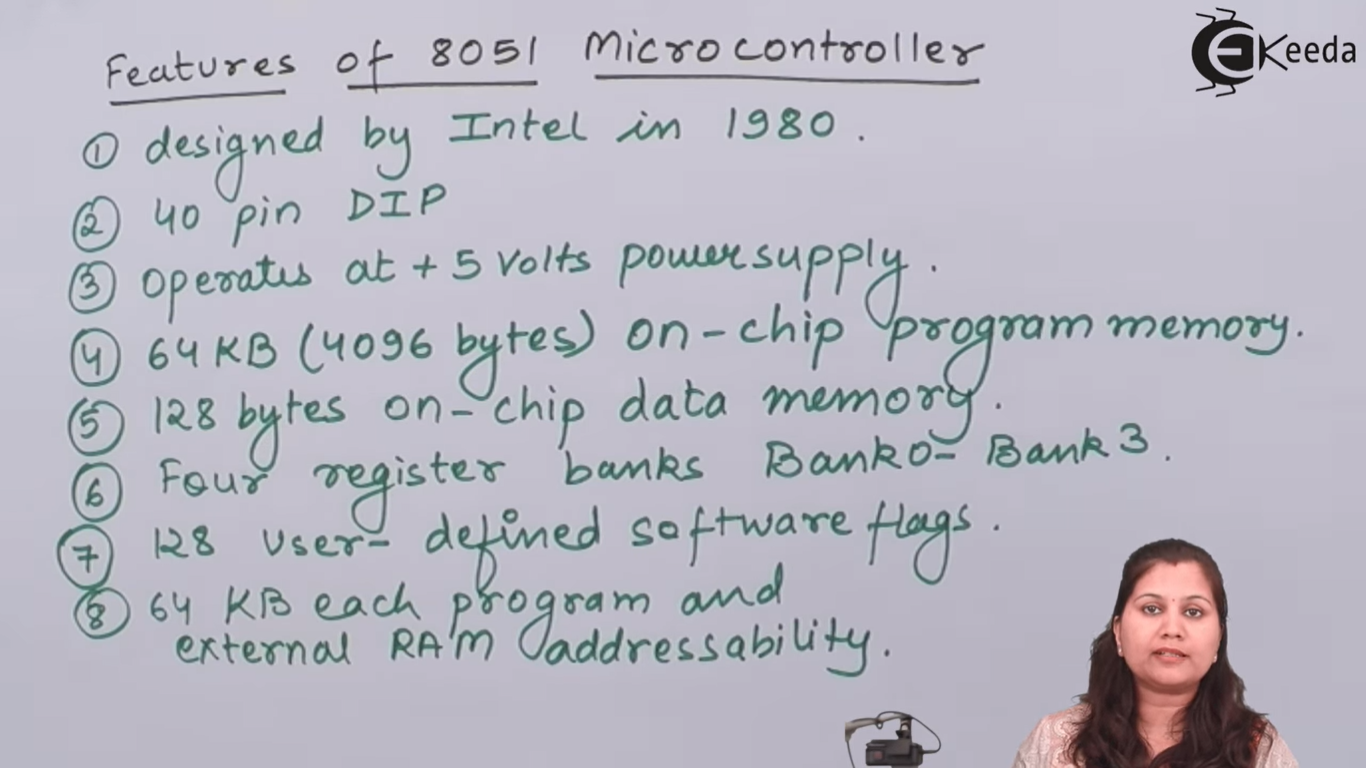 Features of 8051 Microcontroller
EKeeda
① designed by Intel in 1980.
② 40 pin DIP
③ operates at +5 Volts powersupply.
④ 64 KB (4096 bytes) on-chip program memory.
⑤ 128 bytes on-chip data memory.
⑥ Four register banks Bank0- Bank3.
⑦ 128 User-defined software flags.
⑧ 64 KB each program and
external RAM addressability.